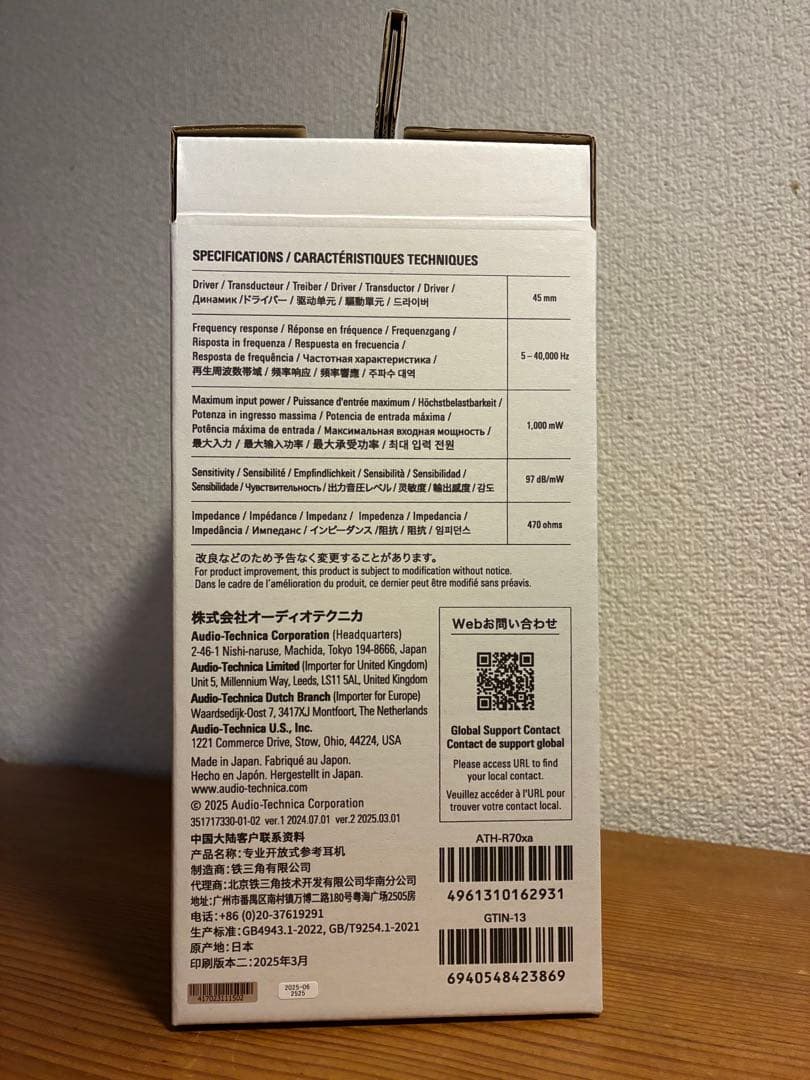 SPECIFICATIONS / CARACTÉRISTIQUES TECHNIQUES
Driver / Transducteur / Treiber / Driver / Transductor / Driver /
Динамик /ドライバー / 驱动单元 / 驅動單元 / 드라이버
45 mm
Frequency response / Réponse en fréquence / Frequenzgang /
Risposta in frequenza / Respuesta en frecuencia /
Resposta de frequência / Частотная характеристика /
再生周波数帯域 / 频率响应 / 頻率響應 / 주파수 대역
5 – 40,000 Hz
Maximum input power / Puissance d'entrée maximum / Höchstbelastbarkeit /
Potenza in ingresso massima / Potencia de entrada máxima /
Potência máxima de entrada / Максимальная входная мощность /
最大入力 / 最大输入功率 / 最大承受功率 / 최대 입력 전원
1,000 mW
Sensitivity / Sensibilité / Empfindlichkeit / Sensibilità / Sensibilidad /
Sensibilidade / Чувствительность / 出力音圧レベル / 灵敏度 / 輸出感度 / 감도
97 dB/mW
Impedance / Impédance / Impedanz / Impedenza / Impedancia /
Impedância / Импеданс / インピーダンス /阻抗 / 阻抗 / 임피던스
470 ohms
改良などのため予告なく変更することがあります。
For product improvement, this product is subject to modification without notice.
Dans le cadre de l'amélioration du produit, ce dernier peut être modifié sans préavis.
株式会社オーディオテクニカ
Audio-Technica Corporation (Headquarters)
2-46-1 Nishi-naruse, Machida, Tokyo 194-8666, Japan
Audio-Technica Limited (Importer for United Kingdom)
Unit 5, Millennium Way, Leeds, LS11 5AL, United Kingdom
Audio-Technica Dutch Branch (Importer for Europe)
Waardsedijk-Oost 7, 3417XJ Montfoort, The Netherlands
Audio-Technica U.S., Inc.
1221 Commerce Drive, Stow, Ohio, 44224, USA
Made in Japan. Fabriqué au Japon.
Hecho en Japón. Hergestellt in Japan.
www.audio-technica.com
© 2025 Audio-Technica Corporation
351717330-01-02 ver.1 2024.07.01 ver.2 2025.03.01
中国大陆客户联系资料
产品名称：专业开放式参考耳机
制造商：铁三角有限公司
代理商：北京铁三角技术开发有限公司华南分公司
地址：广州市番禺区南村镇万博二路180号粤海广场2505房
电话：+86 (0)20-37619291
生产标准：GB4943.1-2022, GB/T9254.1-2021
原产地：日本
印刷版本二：2025年3月
417023111502
2025-06
2525
Webお問い合わせ
Global Support Contact
Contact de support global
Please access URL to find
your local contact.
Veuillez accéder à l'URL pour
trouver votre contact local.
ATH-R70xa
4961310162931
GTIN-13
6940548423869